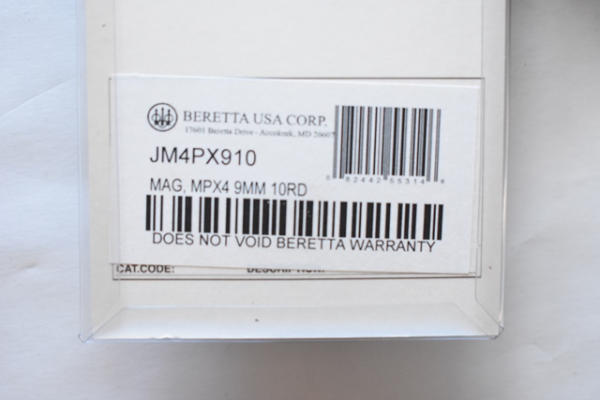 BERETTA USA CORP.
17601 Beretta Drive - Accokeek, MD 20607
JM4PX910
MAG, MPX4 9MM 10RD
DOES NOT VOID BERETTA WARRANTY
CAT.CODE:
DESCRIPTION: